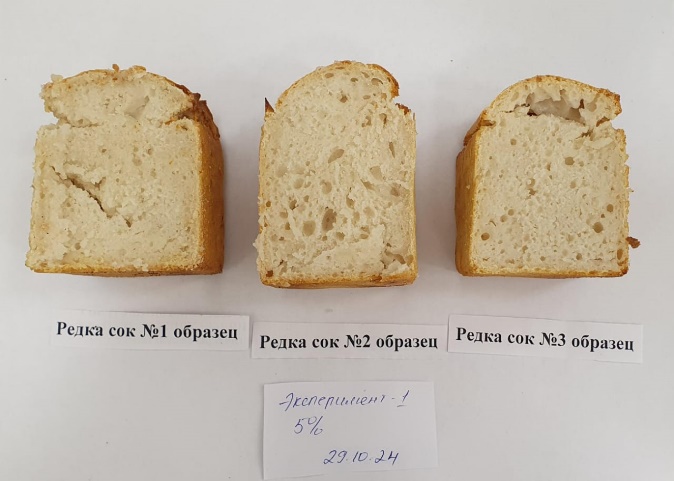 Редка сок №1 образец
Редка сок №2 образец
Редка сок №3 образец
Эксперимент - 1
5%
29.10.24